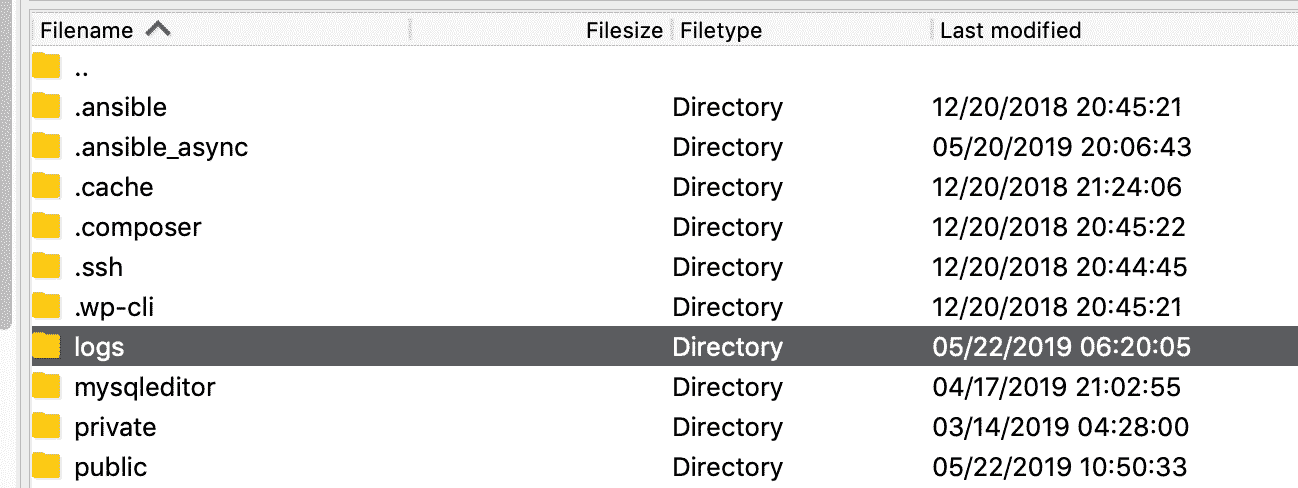 Filename Filesize Filetype Last modified
..
.ansible Directory 12/20/2018 20:45:21
.ansible_async Directory 05/20/2019 20:06:43
.cache Directory 12/20/2018 21:24:06
.composer Directory 12/20/2018 20:45:22
.ssh Directory 12/20/2018 20:44:45
.wp-cli Directory 12/20/2018 20:45:21
logs Directory 05/22/2019 06:20:05
mysqleditor Directory 04/17/2019 21:02:55
private Directory 03/14/2019 04:28:00
public Directory 05/22/2019 10:50:33